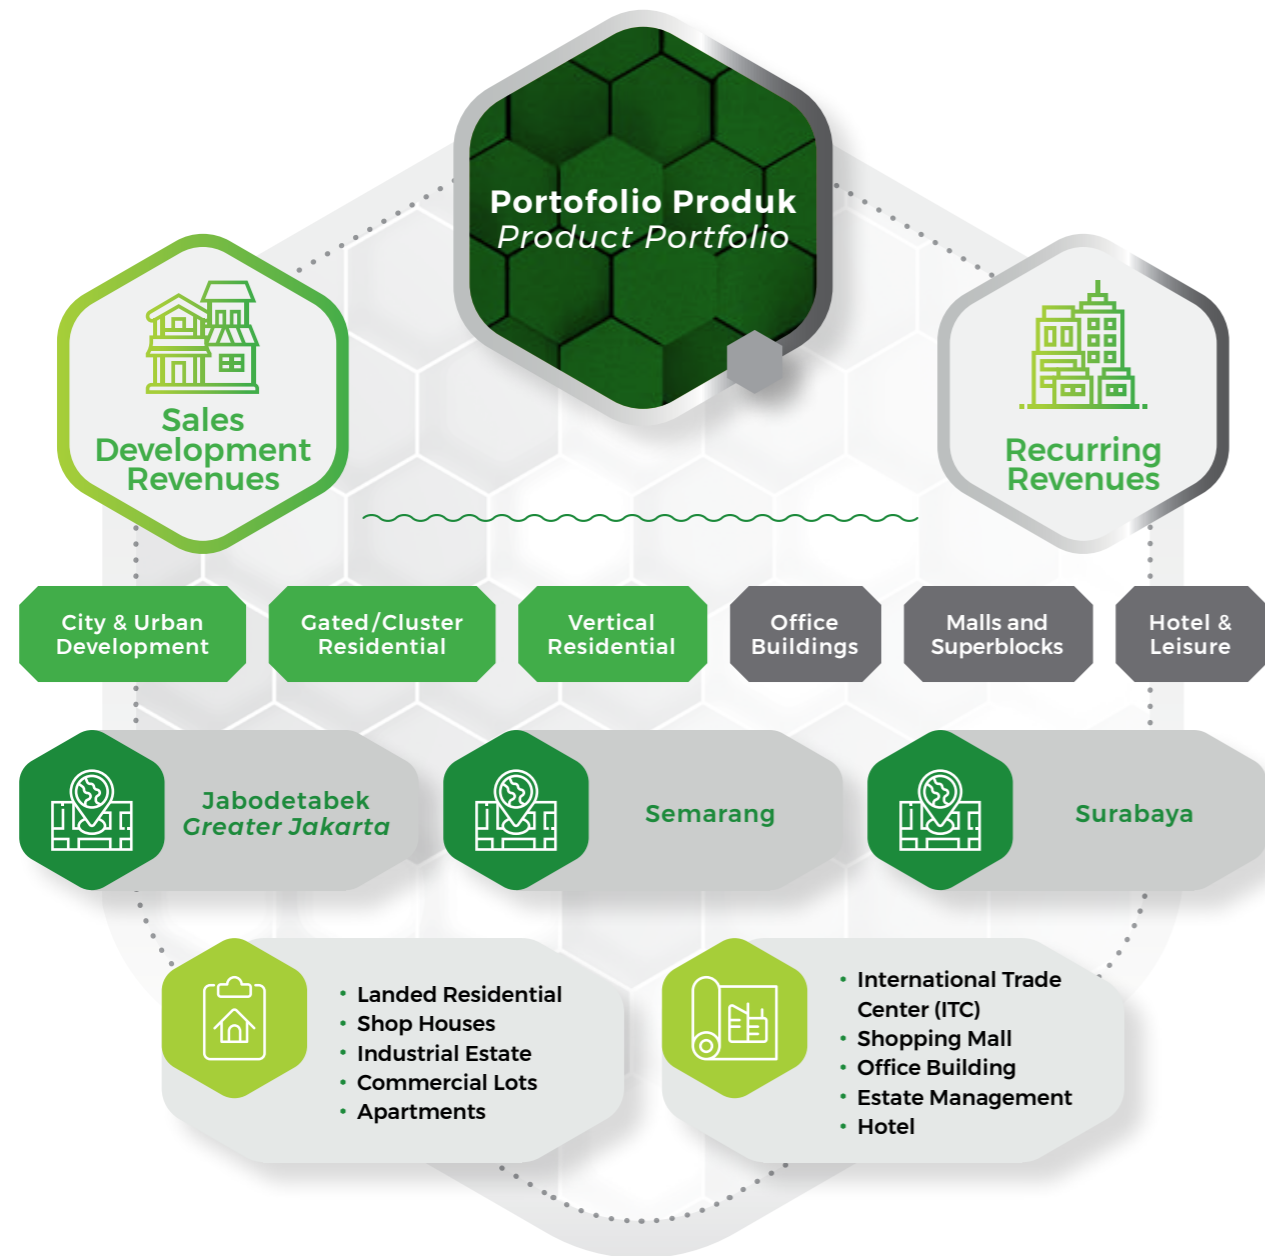 Portofolio Produk
Product Portfolio
Sales
Development
Revenues
Recurring
Revenues
City & Urban
Development
Gated/Cluster
Residential
Vertical
Residential
Office
Buildings
Malls and
Superblocks
Hotel &
Leisure
Jabodetabek
Greater Jakarta
Semarang
Surabaya
• Landed Residential
• Shop Houses
• Industrial Estate
• Commercial Lots
• Apartments
• International Trade
Center (ITC)
• Shopping Mall
• Office Building
• Estate Management
• Hotel